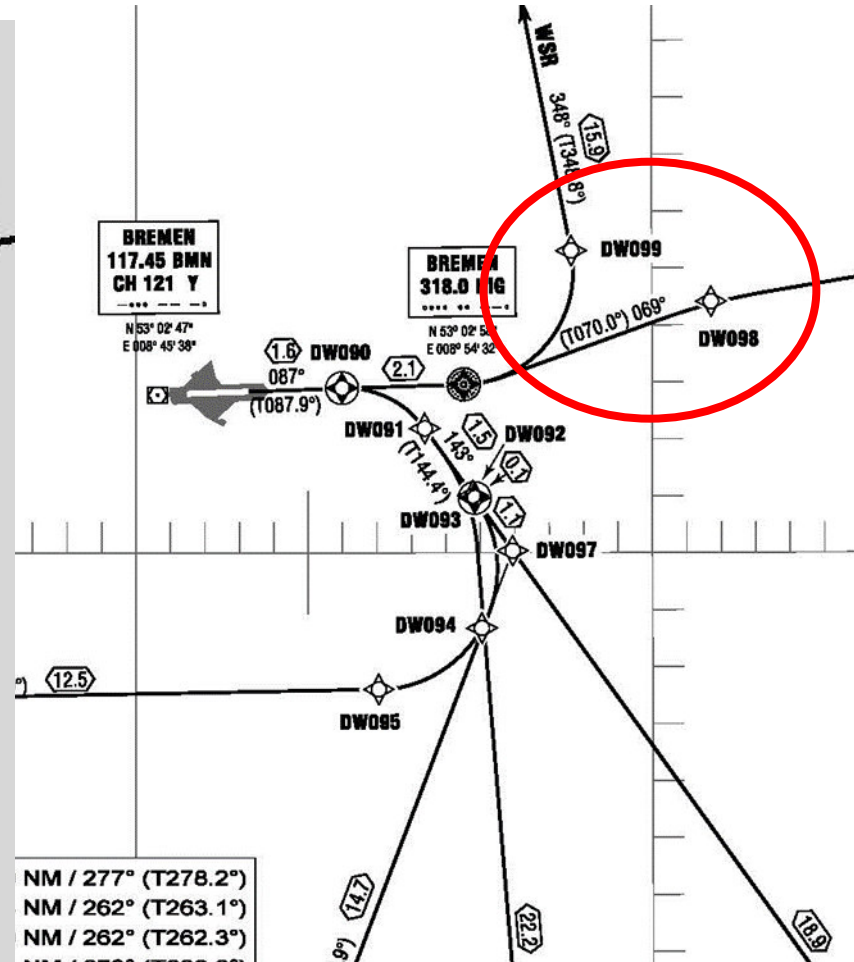 WSR
348° (T348.8°)
15.9
DW099
BREMEN
117.45 BMN
CH 121 Y
N 53° 02' 47"
E 008° 45' 38"
BREMEN
N 53° 02' 58"
E 008° 54' 32"
(T070.0°) 069°
DW098
1.6
DW090
087°
(T087.9°)
2.1
DW091
1.5
143°
(T144.4°)
DW092
0.1
DW093
1.1
DW097
DW094
12.5
DW095
NM / 277° (T278.2°)
NM / 262° (T263.1°)
NM / 262° (T262.3°)
14.7
22.2
18.9